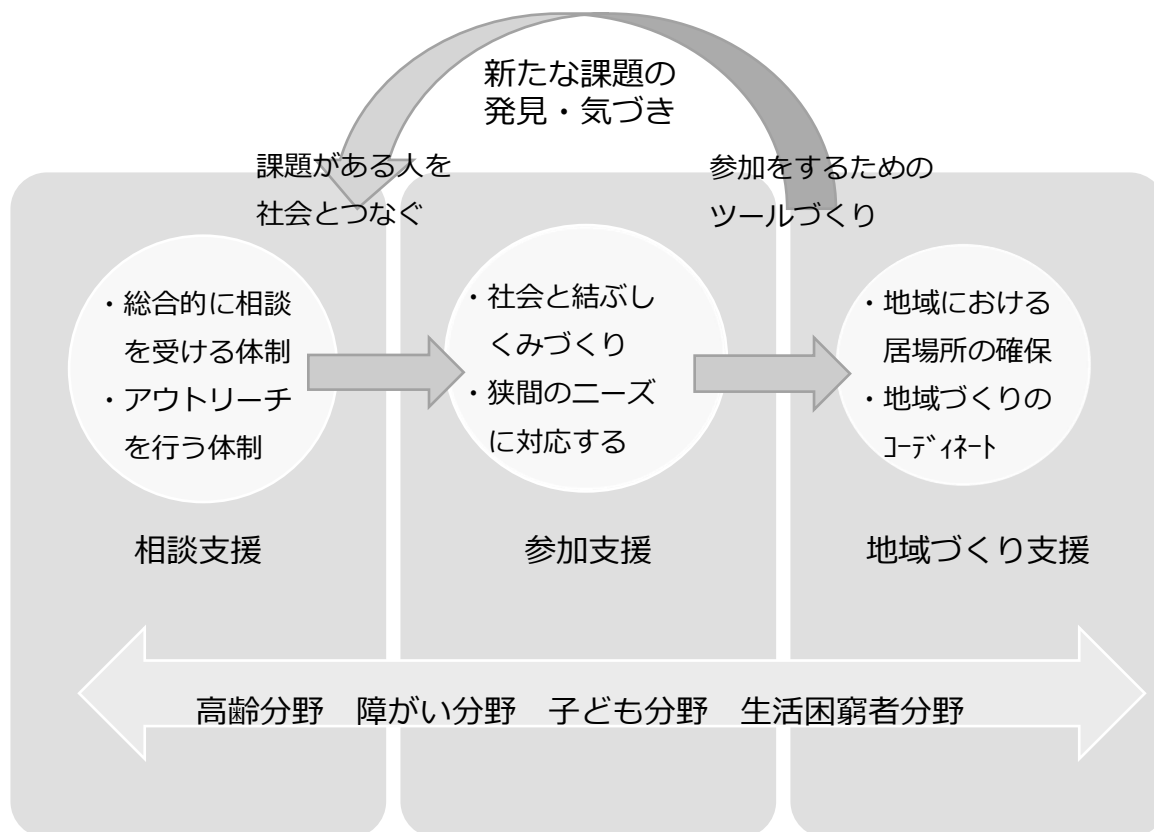 新たな課題の
発見・気づき
課題がある人を
社会とつなぐ
参加をするための
ツールづくり
・総合的に相談
を受ける体制
・アウトリーチ
を行う体制
・社会と結ぶし
くみづくり
・狭間のニーズ
に対応する
・地域における
居場所の確保
・地域づくりの
ｺｰﾃﾞｨﾈｰﾄ
相談支援
参加支援
地域づくり支援
高齢分野 障がい分野 子ども分野 生活困窮者分野